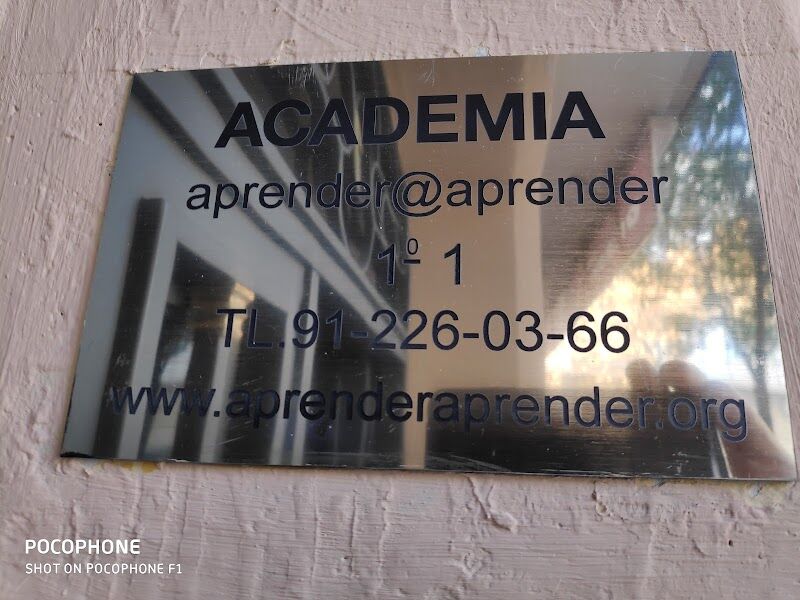 ACADEMIA
aprender@aprender
1º 1
TL.91-226-03-66
www.aprenderaprender.org
POCOPHONE
SHOT ON POCOPHONE F1